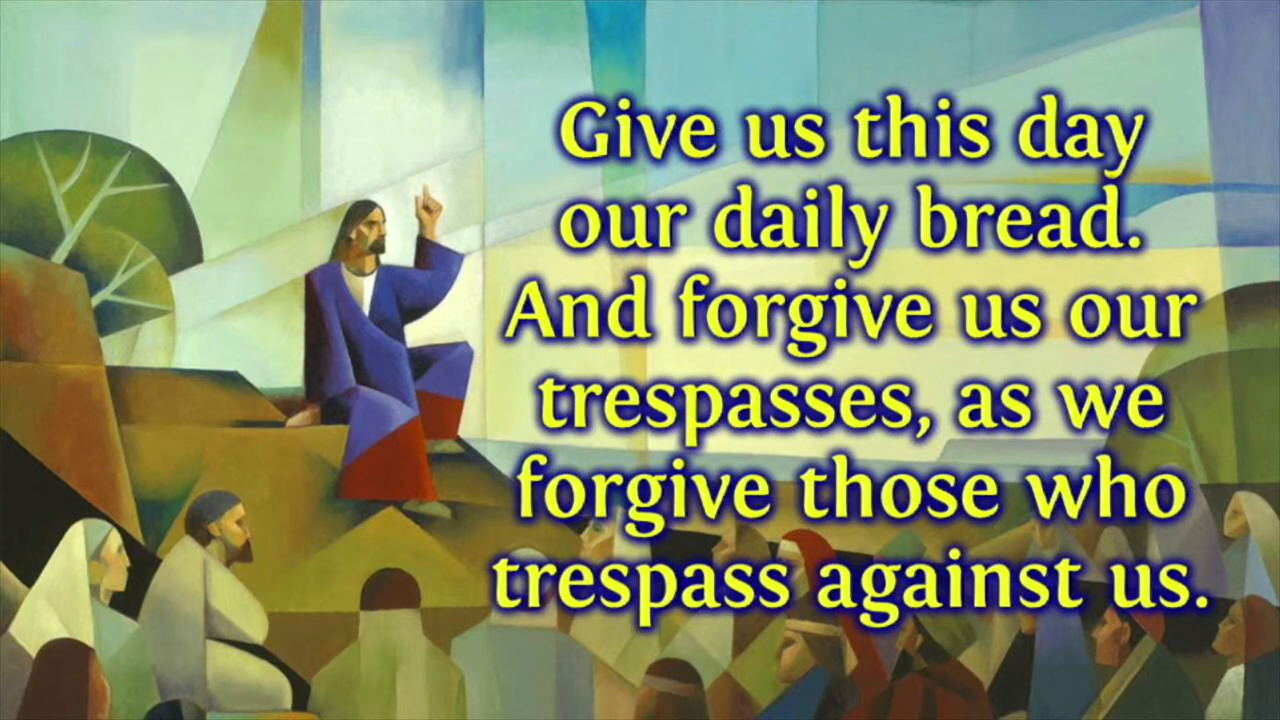 Give us this day
our daily bread.
And forgive us our
trespasses, as we
forgive those who
trespass against us.